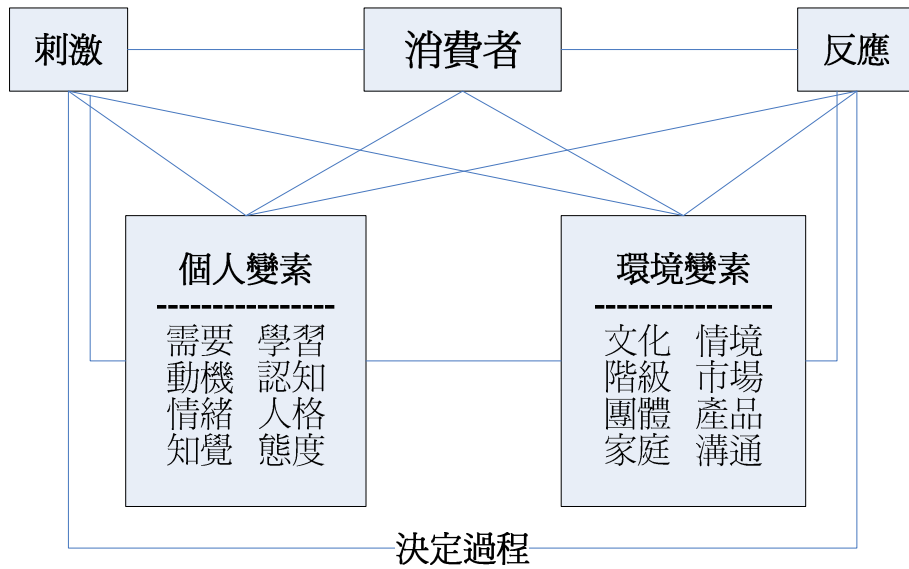 刺激
消費者
反應
個人變素
----------------
需要 學習
動機 認知
情緒 人格
知覺 態度
環境變素
----------------
文化 情境
階級 市場
團體 產品
家庭 溝通
決定過程